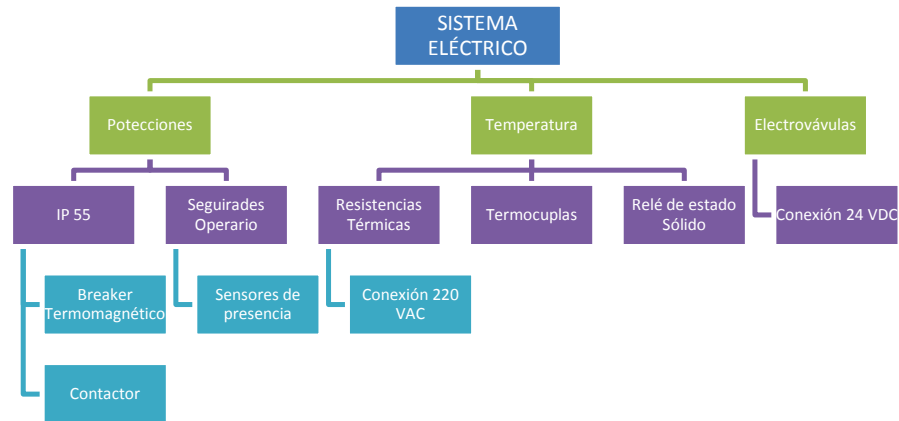 SISTEMA
ELÉCTRICO
Potecciones
Temperatura
Electrovávulas
IP 55
Seguirades
Operario
Resistencias
Térmicas
Termocuplas
Relé de estado
Sólido
Conexión 24 VDC
Breaker
Termomagnético
Sensores de
presencia
Conexión 220
VAC
Contactor